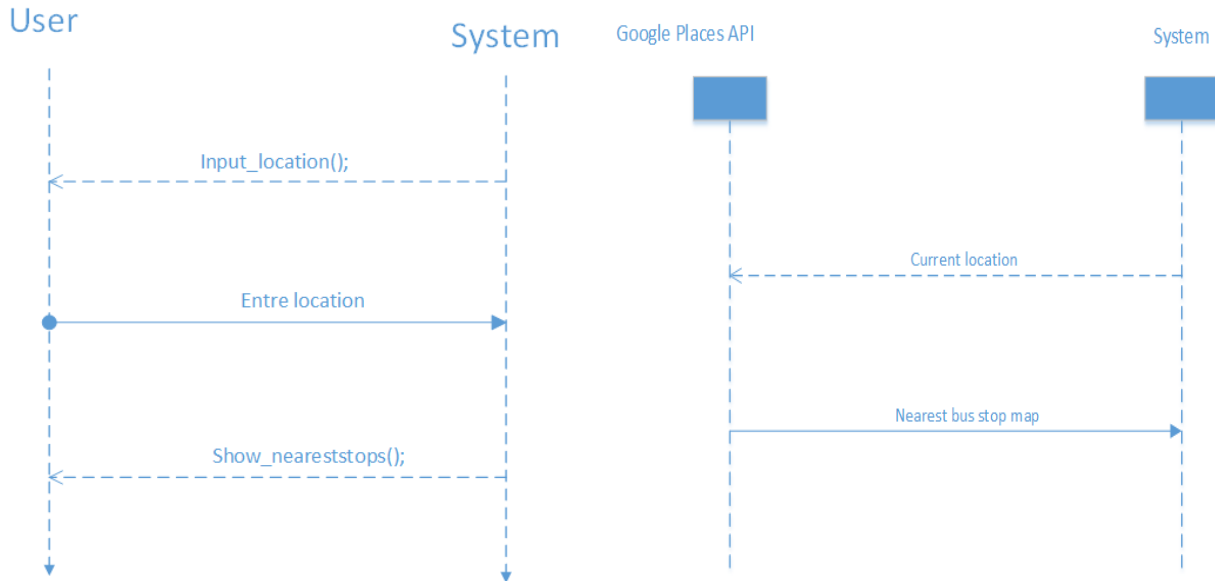 User
System
Input_location();
Entre location
Show_neareststops();
Google Places API
System
Current location
Nearest bus stop map